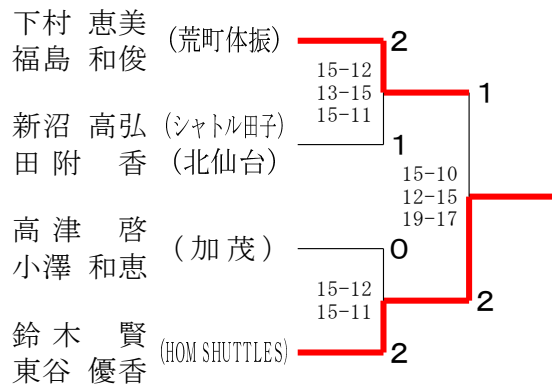 下村 恵美 (荒町体振) 2
福島 和俊
15-12
13-15
15-11
1
新沼 高弘 (シャトル田子) 1
田附 香 (北仙台)
15-10
12-15
19-17
高津 啓 (加茂) 0
小澤 和恵
15-12
15-11
2
鈴木 賢 (HOM SHUTTLES) 2
東谷 優香